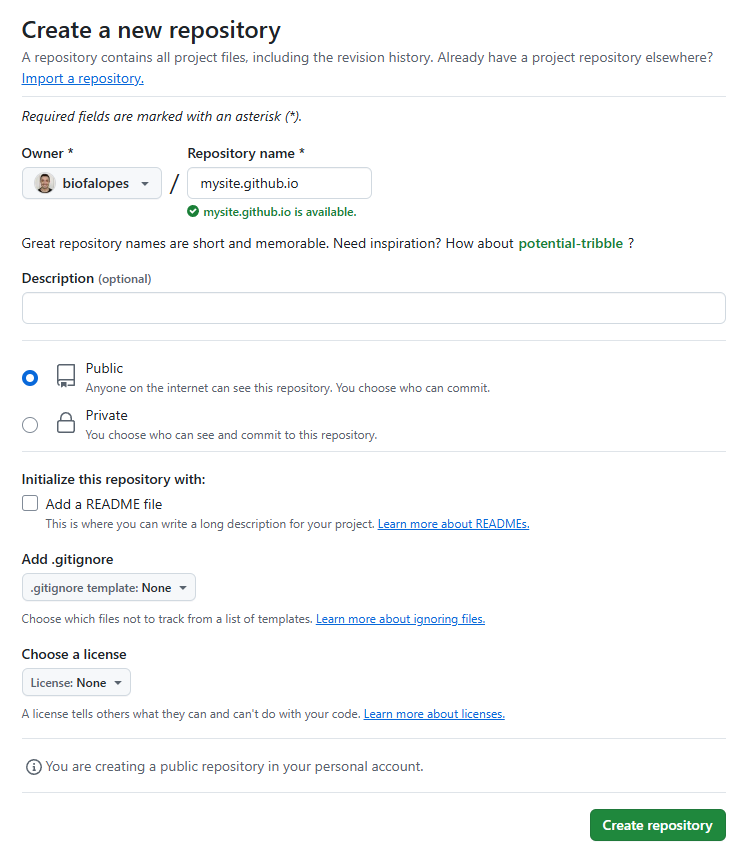 Create a new repository
A repository contains all project files, including the revision history. Already have a project repository elsewhere?
Import a repository.
Required fields are marked with an asterisk (*).
Owner * Repository name *
biofalopes / mysite.github.io
mysite.github.io is available.
Great repository names are short and memorable. Need inspiration? How about potential-tribble ?
Description (optional)
Public
Anyone on the internet can see this repository. You choose who can commit.
Private
You choose who can see and commit to this repository.
Initialize this repository with:
Add a README file
This is where you can write a long description for your project. Learn more about READMEs.
Add .gitignore
.gitignore template: None
Choose which files not to track from a list of templates. Learn more about ignoring files.
Choose a license
License: None
A license tells others what they can and can't do with your code. Learn more about licenses.
You are creating a public repository in your personal account.
Create repository